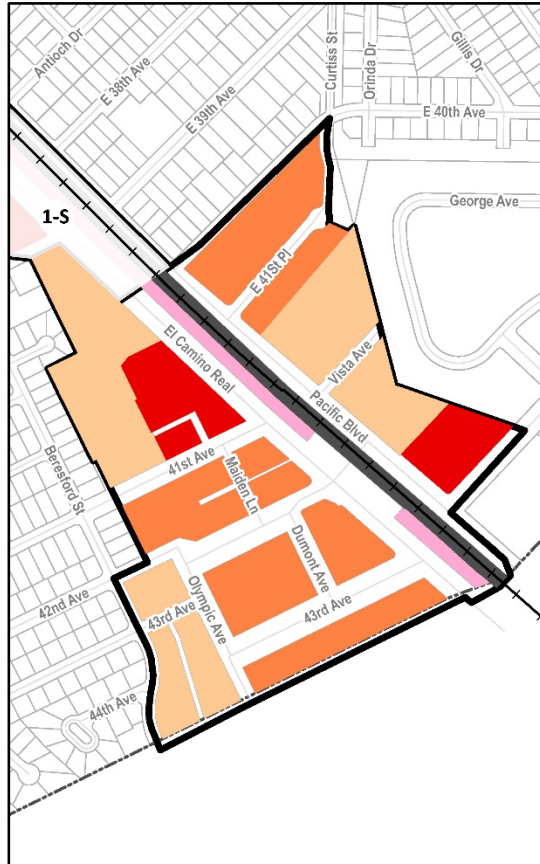 Antioch Dr
E 38th Ave
E 39th Ave
Curtiss St
Orinda Dr
Gillis Dr
E 40th Ave
George Ave
1-S
E 41St Pl
El Camino Real
Vista Ave
Pacific Blvd
Beresford St
41st Ave
Maiden Ln
Dumont Ave
42nd Ave
43rd Ave
Olympic Ave
43rd Ave
44th Ave